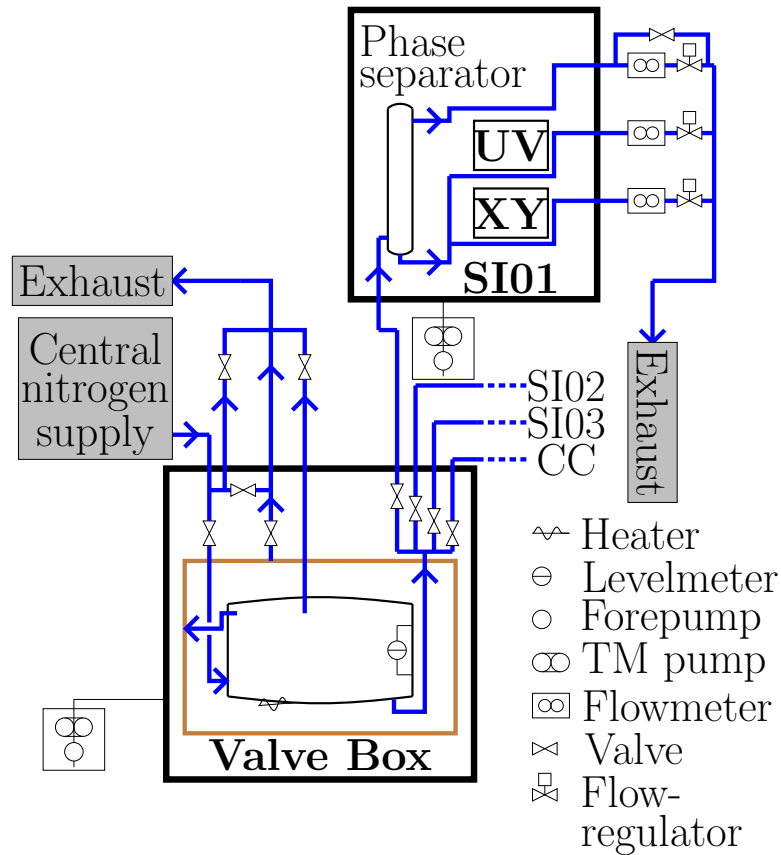 Phase
separator
UV
XY
SI01
Exhaust
Central
nitrogen
supply
Exhaust
SI02
SI03
CC
Heater
Levelmeter
Forepump
TM pump
Flowmeter
Valve
Flow-
regulator
Valve Box